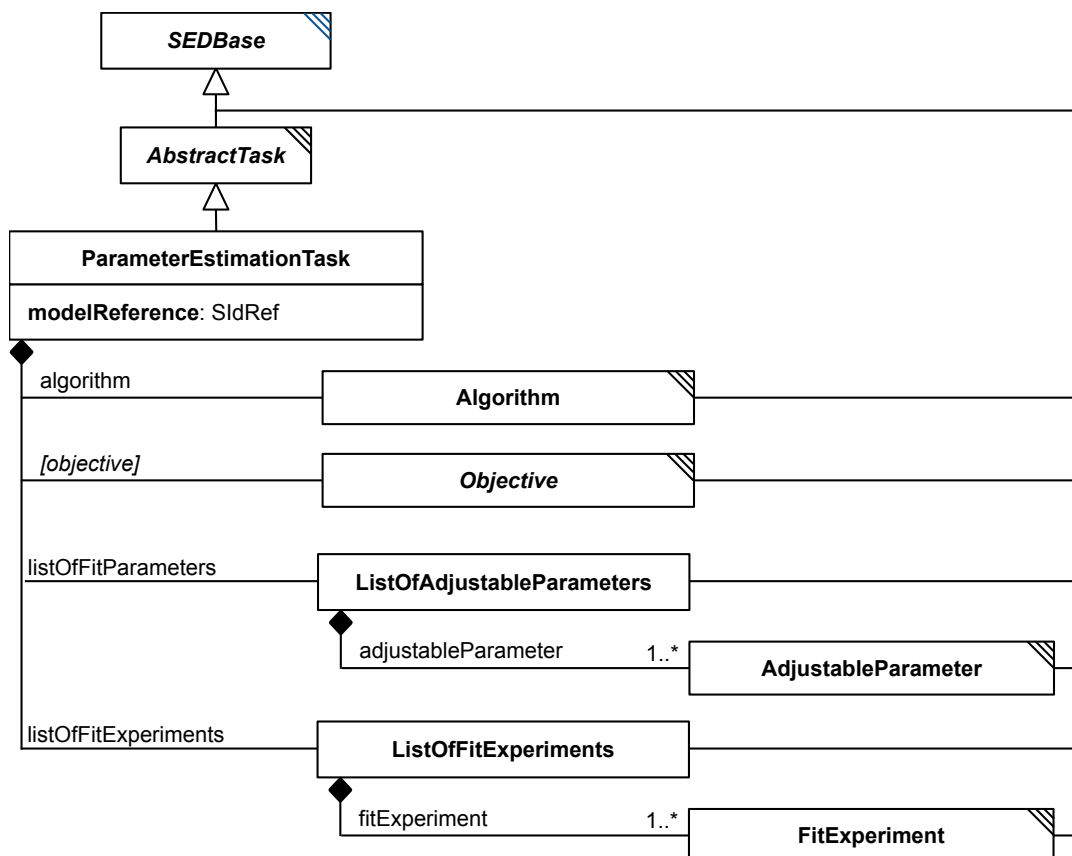 SEDBase
AbstractTask
ParameterEstimationTask
modelReference: SIdRef
algorithm
Algorithm
[objective]
Objective
listOfFitParameters
ListOfAdjustableParameters
adjustableParameter 1..*
AdjustableParameter
listOfFitExperiments
ListOfFitExperiments
fitExperiment 1..*
FitExperiment